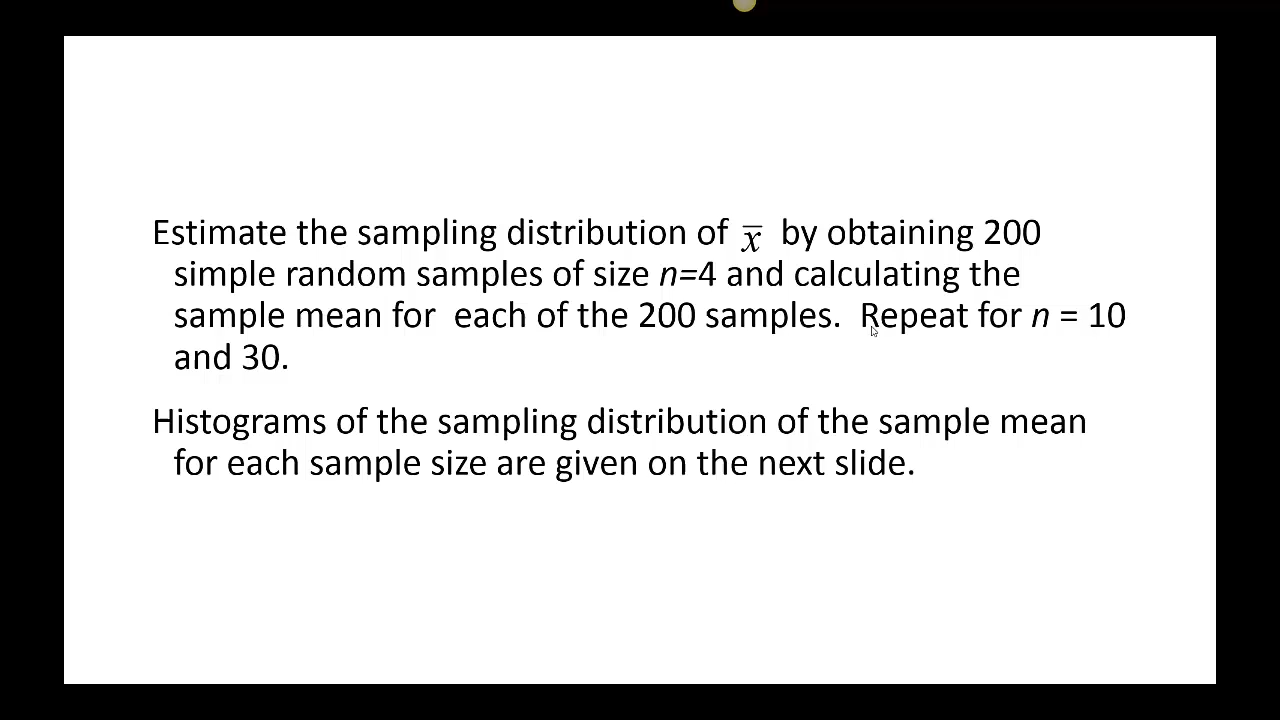 Estimate the sampling distribution of x̅ by obtaining 200
simple random samples of size n=4 and calculating the
sample mean for each of the 200 samples. Repeat for n = 10
and 30.
Histograms of the sampling distribution of the sample mean
for each sample size are given on the next slide.